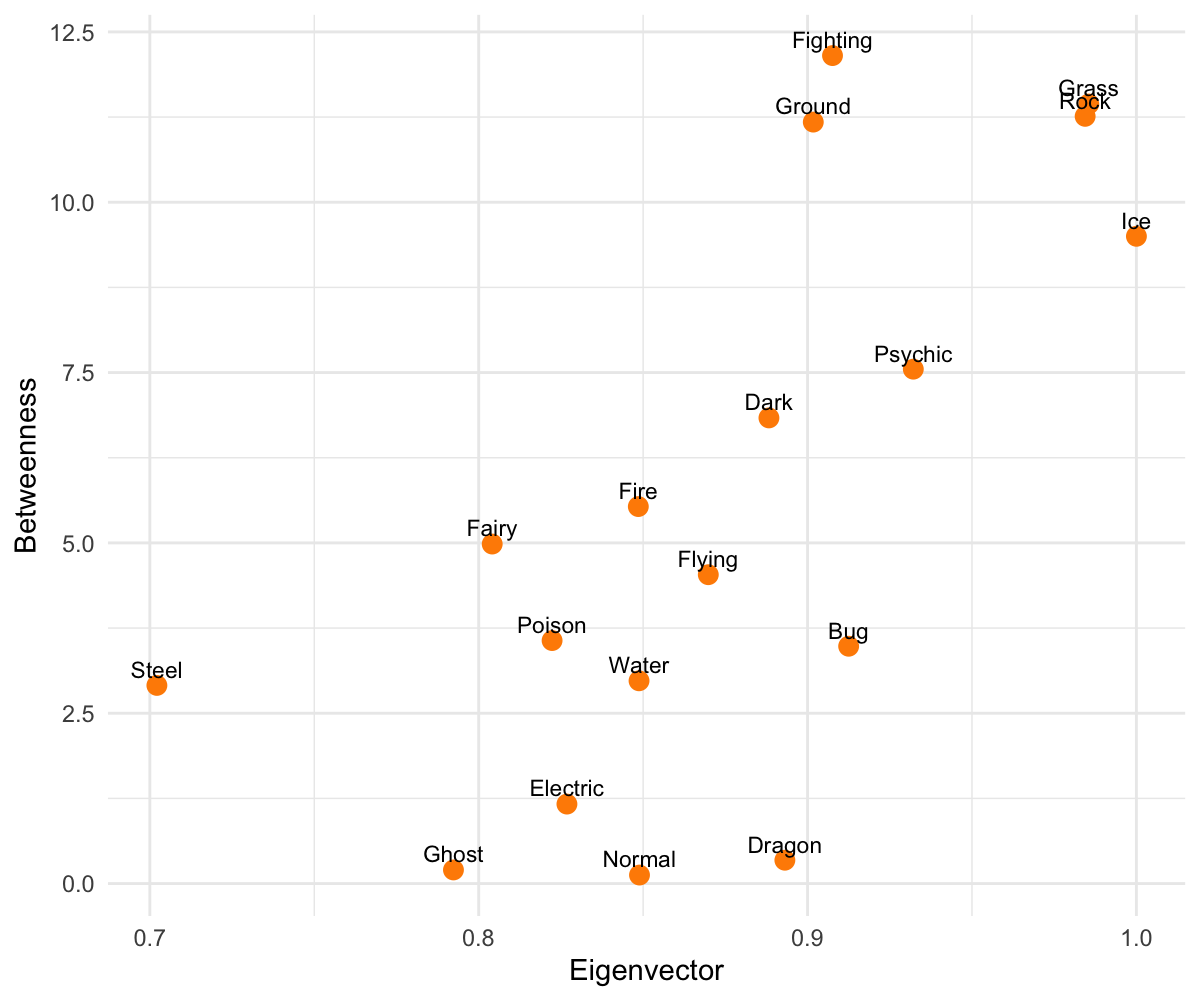 12.5
Fighting
Grass
Rock
Ground
10.0
Ice
7.5
Psychic
Dark
Fire
Fairy
5.0
Flying
Poison
Bug
Water
Steel
2.5
Electric
Dragon
Ghost
Normal
0.0
0.7
0.8
0.9
1.0
Eigenvector
Betweenness